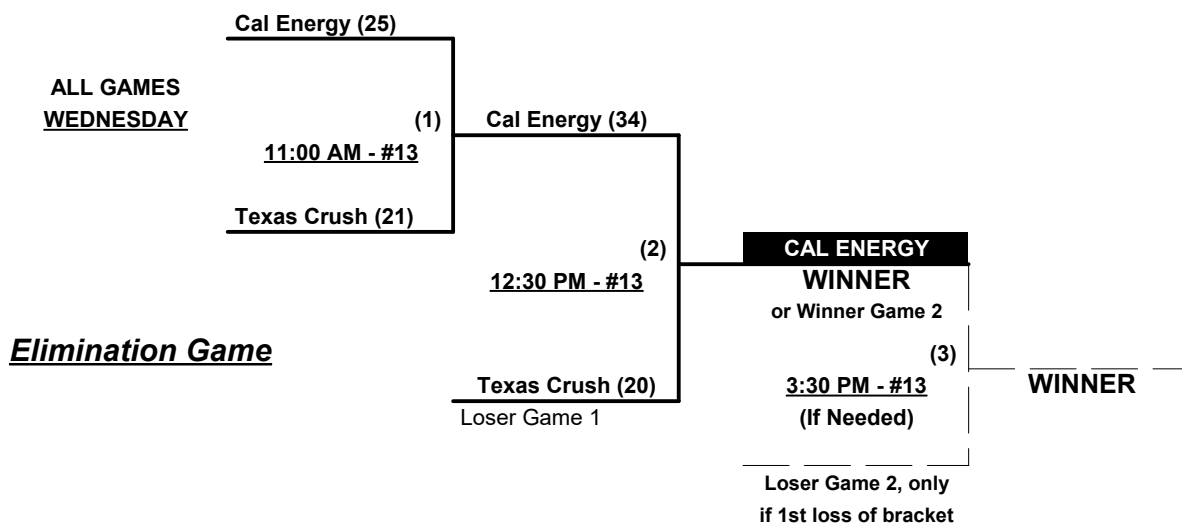 Cal Energy (25)
ALL GAMES
WEDNESDAY
(1)
Cal Energy (34)
11:00 AM - #13
Texas Crush (21)
(2)
CAL ENERGY
12:30 PM - #13
WINNER
or Winner Game 2
Elimination Game
(3)
Texas Crush (20)
3:30 PM - #13
WINNER
Loser Game 1
(If Needed)
Loser Game 2, only
if 1st loss of bracket